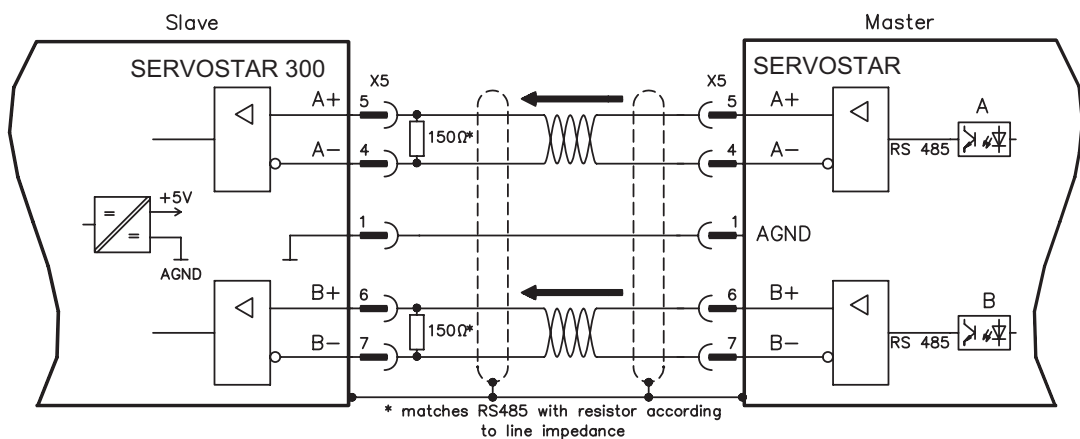 Slave
Master
SERVOSTAR 300
SERVOSTAR
X5
X5
A+
5
5
A+
A
150Ω*
RS 485
A-
4
4
A-
+5V
=
=
AGND
1
1
AGND
B+
6
6
B+
B
150Ω*
RS 485
B-
7
7
B-
* matches RS485 with resistor according
to line impedance